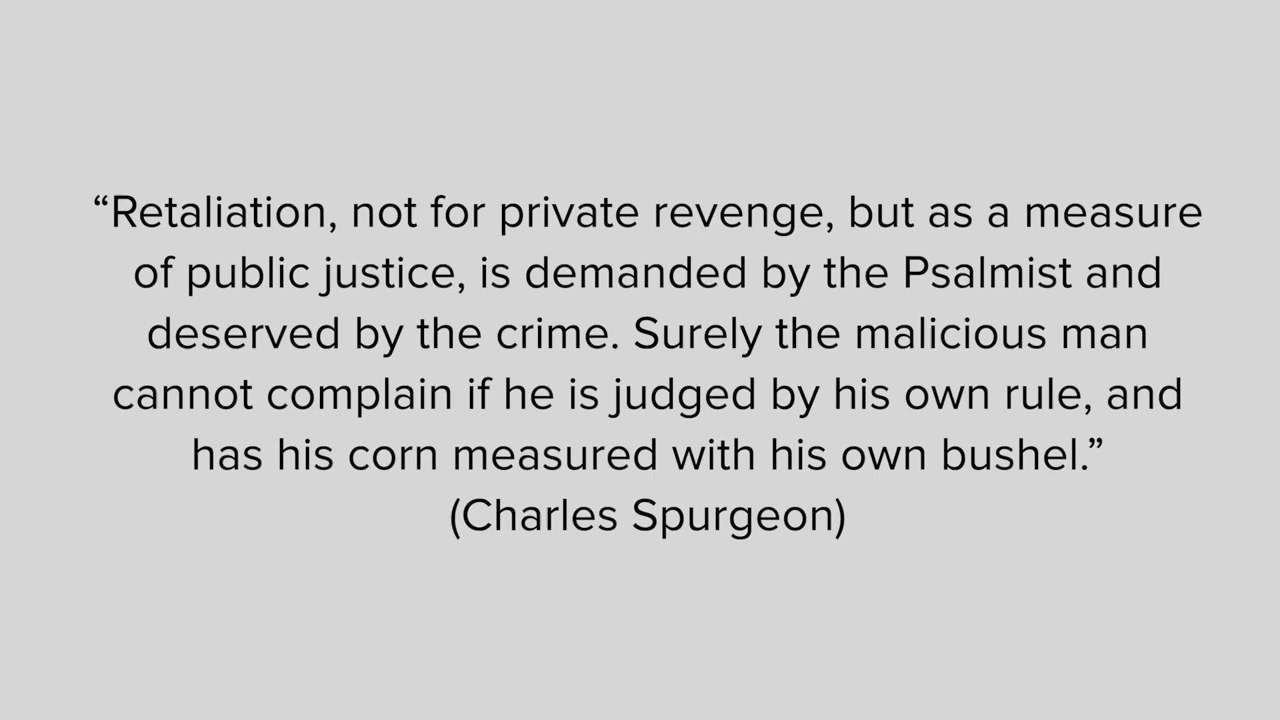 “Retaliation, not for private revenge, but as a measure
of public justice, is demanded by the Psalmist and
deserved by the crime. Surely the malicious man
cannot complain if he is judged by his own rule, and
has his corn measured with his own bushel.”
(Charles Spurgeon)